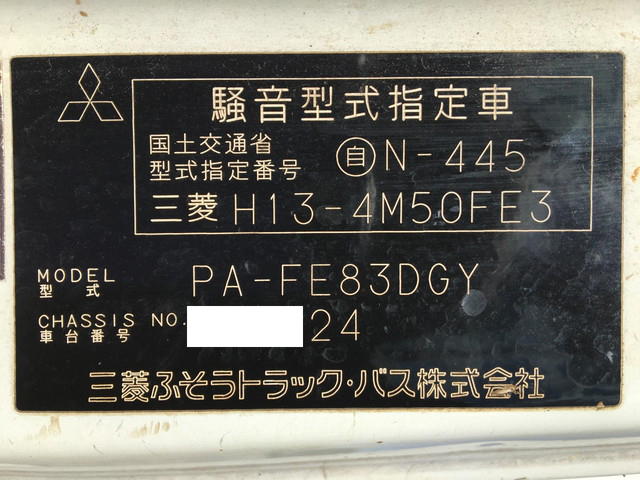 騒音型式指定車
国土交通省
型式指定番号 ㊢N-445
三菱 H13-4M50FE3
MODEL PA-FE83DGY
型式
CHASSIS NO. 24
車台番号
三菱ふそうトラック・バス株式会社